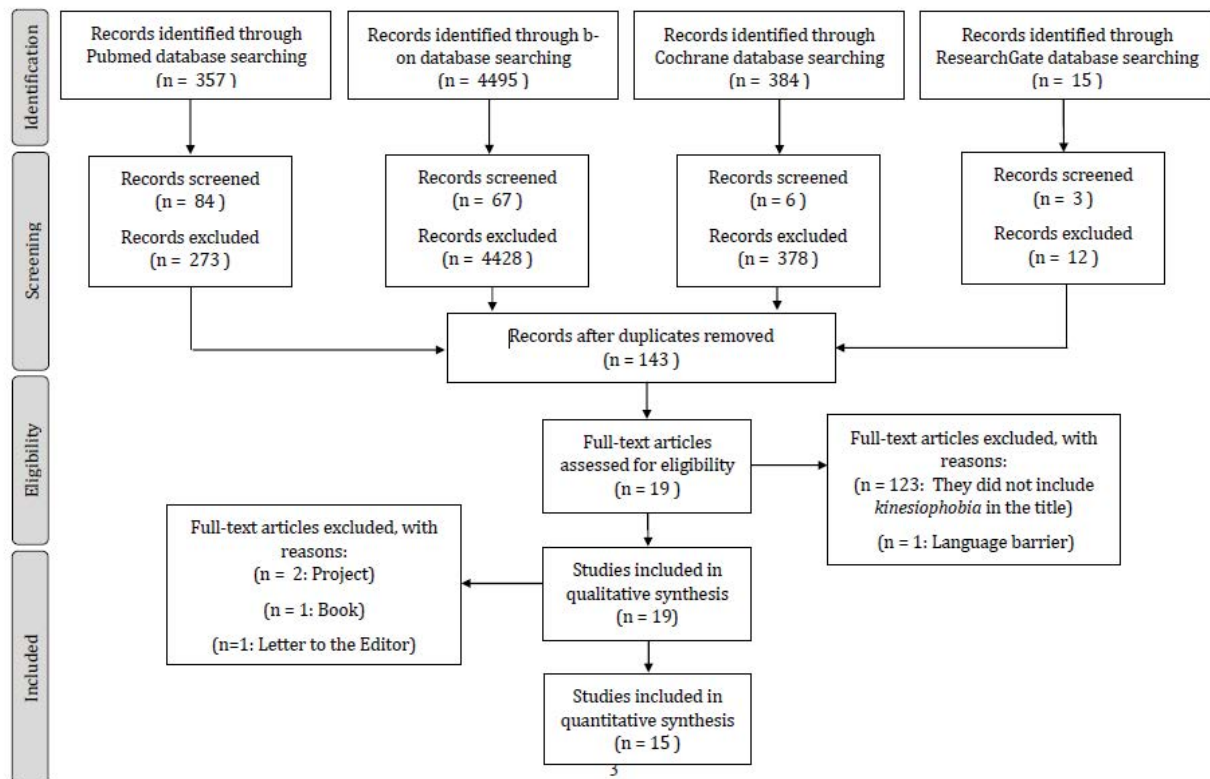 Identification
Records identified through
Pubmed database searching
(n = 357 )
Records identified through b-
on database searching
(n = 4495 )
Records identified through
Cochrane database searching
(n = 384 )
Records identified through
ResearchGate database searching
(n = 15 )
Screening
Records screened
(n = 84 )
Records excluded
(n = 273 )
Records screened
(n = 67 )
Records excluded
(n = 4428 )
Records screened
(n = 6 )
Records excluded
(n = 378 )
Records screened
(n = 3 )
Records excluded
(n = 12 )
Records after duplicates removed
(n = 143 )
Eligibility
Full-text articles
assessed for eligibility
(n = 19 )
Full-text articles excluded, with
reasons:
(n = 123: They did not include
kinesiophobia in the title)
(n = 1: Language barrier)
Included
Full-text articles excluded, with
reasons:
(n = 2: Project)
(n = 1: Book)
(n=1: Letter to the Editor)
Studies included in
qualitative synthesis
(n = 19)
Studies included in
quantitative synthesis
(n = 15 )
3